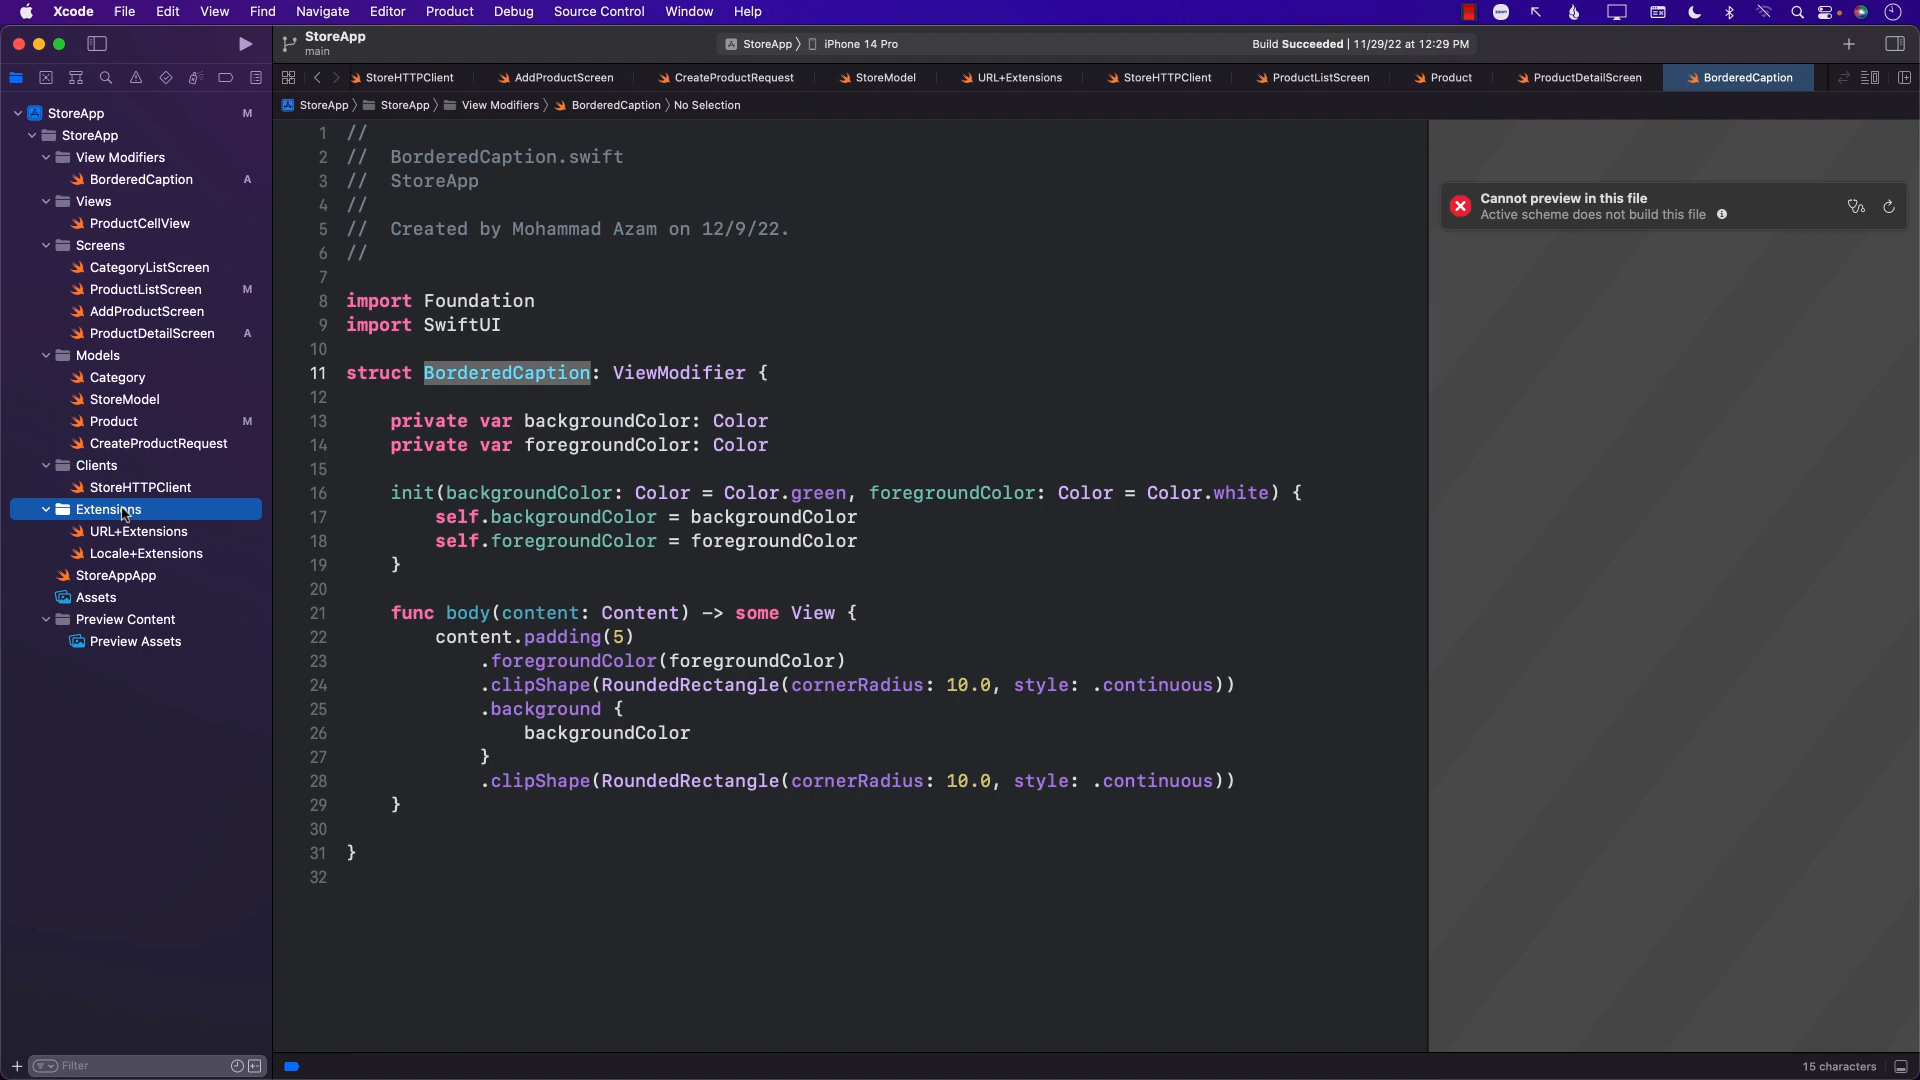 Xcode File Edit View Find Navigate Editor Product Debug Source Control Window Help
StoreApp
main
StoreApp 〉 iPhone 14 Pro
Build Succeeded | 11/29/22 at 12:29 PM
StoreHTTPClient AddProductScreen CreateProductRequest StoreModel URL+Extensions StoreHTTPClient ProductListScreen Product ProductDetailScreen BorderedCaption
StoreApp 〉 StoreApp 〉 View Modifiers 〉 BorderedCaption 〉 No Selection
StoreApp M
StoreApp
View Modifiers
BorderedCaption A
Views
ProductCellView
Screens
CategoryListScreen
ProductListScreen M
AddProductScreen
ProductDetailScreen A
Models
Category
StoreModel
Product M
CreateProductRequest
Clients
StoreHTTPClient
Extensions
URL+Extensions
Locale+Extensions
StoreAppApp
Assets
Preview Content
Preview Assets
Filter
1 //
2 //  BorderedCaption.swift
3 //  StoreApp
4 //
5 //  Created by Mohammad Azam on 12/9/22.
6 //
7
8 import Foundation
9 import SwiftUI
10
11 struct BorderedCaption: ViewModifier {
12
13     private var backgroundColor: Color
14     private var foregroundColor: Color
15
16     init(backgroundColor: Color = Color.green, foregroundColor: Color = Color.white) {
17         self.backgroundColor = backgroundColor
18         self.foregroundColor = foregroundColor
19     }
20
21     func body(content: Content) -> some View {
22         content.padding(5)
23             .foregroundColor(foregroundColor)
24             .clipShape(RoundedRectangle(cornerRadius: 10.0, style: .continuous))
25             .background {
26                 backgroundColor
27             }
28             .clipShape(RoundedRectangle(cornerRadius: 10.0, style: .continuous))
29     }
30
31 }
32
Cannot preview in this file
Active scheme does not build this file
15 characters